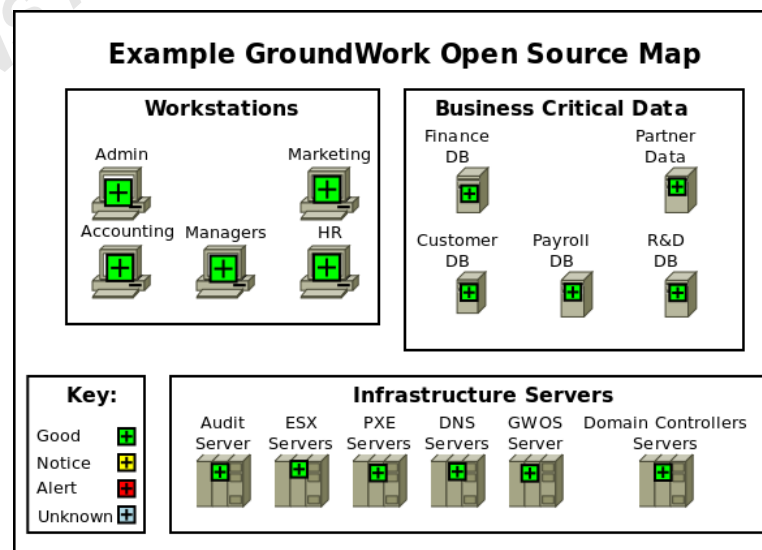 Example GroundWork Open Source Map
Workstations
Admin
Marketing
Accounting
Managers
HR
Business Critical Data
Finance
DB
Partner
Data
Customer
DB
Payroll
DB
R&D
DB
Key:
Good
Notice
Alert
Unknown
Infrastructure Servers
Audit
Server
ESX
Servers
PXE
Servers
DNS
Servers
GWOS
Server
Domain Controllers
Servers